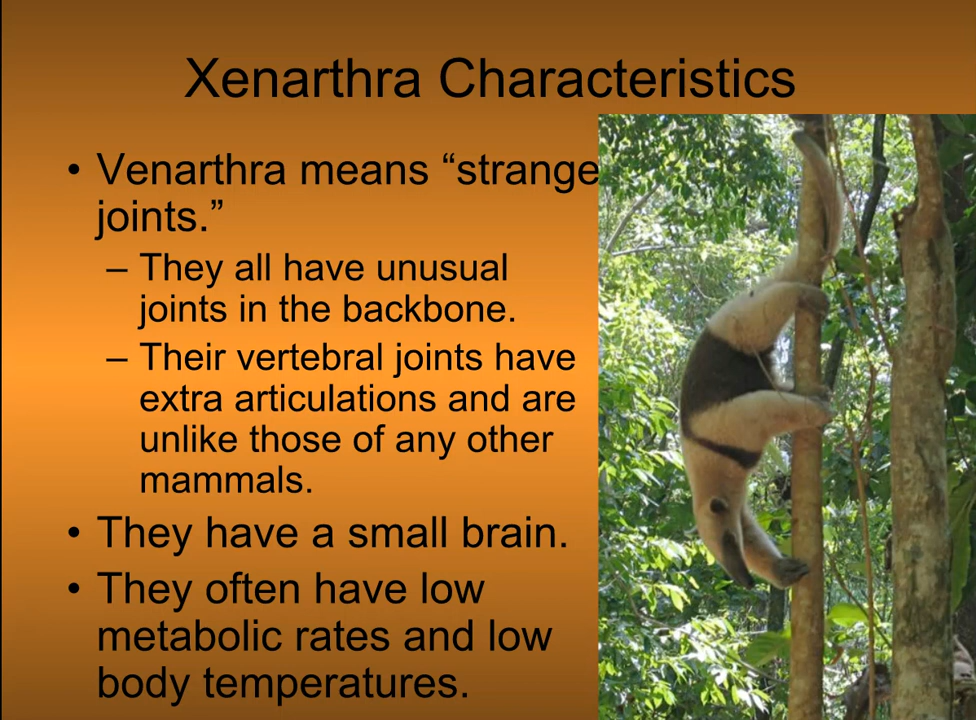 Xenarthra Characteristics
• Venarthra means “strange
joints.”
– They all have unusual
joints in the backbone.
– Their vertebral joints have
extra articulations and are
unlike those of any other
mammals.
• They have a small brain.
• They often have low
metabolic rates and low
body temperatures.